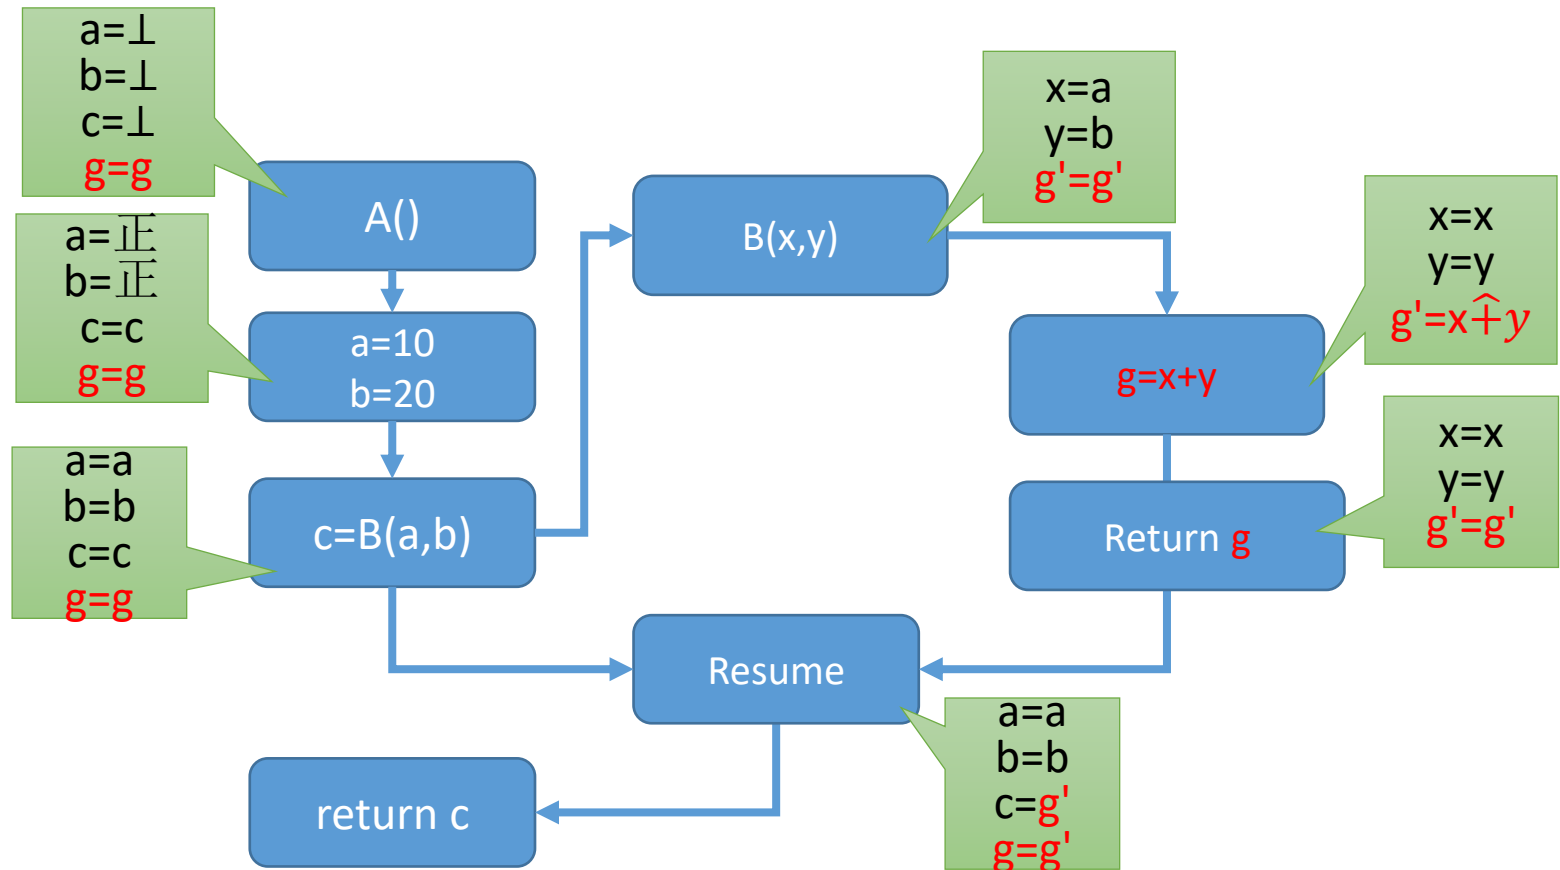 a=⊥
b=⊥
c=⊥
g=g
A()
a=正
b=正
c=c
g=g
a=10
b=20
a=a
b=b
c=c
g=g
c=B(a,b)
x=a
y=b
g'=g'
B(x,y)
x=x
y=y
g'=x+̂y
g=x+y
x=x
y=y
g'=g'
Return g
Resume
a=a
b=b
c=g'
g=g'
return c